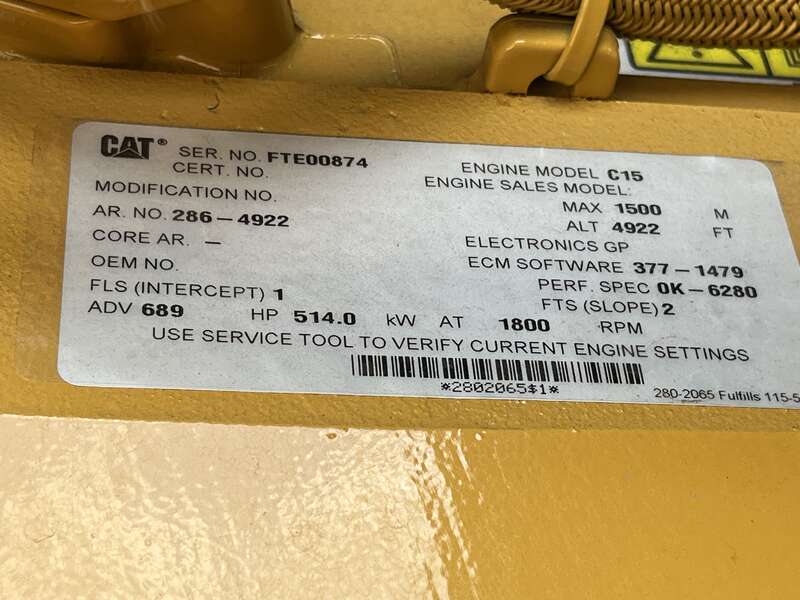 CAT® SER. NO. FTE00874
CERT. NO.
MODIFICATION NO.
AR. NO. 286-4922
CORE AR. -
OEM NO.
FLS (INTERCEPT) 1
ENGINE MODEL C15
ENGINE SALES MODEL:
MAX 1500 M
ALT 4922 FT
ELECTRONICS GP
ECM SOFTWARE 377-1479
PERF. SPEC 0K-6280
FTS (SLOPE) 2
ADV 689 HP 514.0 kW AT 1800 RPM
USE SERVICE TOOL TO VERIFY CURRENT ENGINE SETTINGS
*2802065$1*
280-2065 Fulfills 115-5